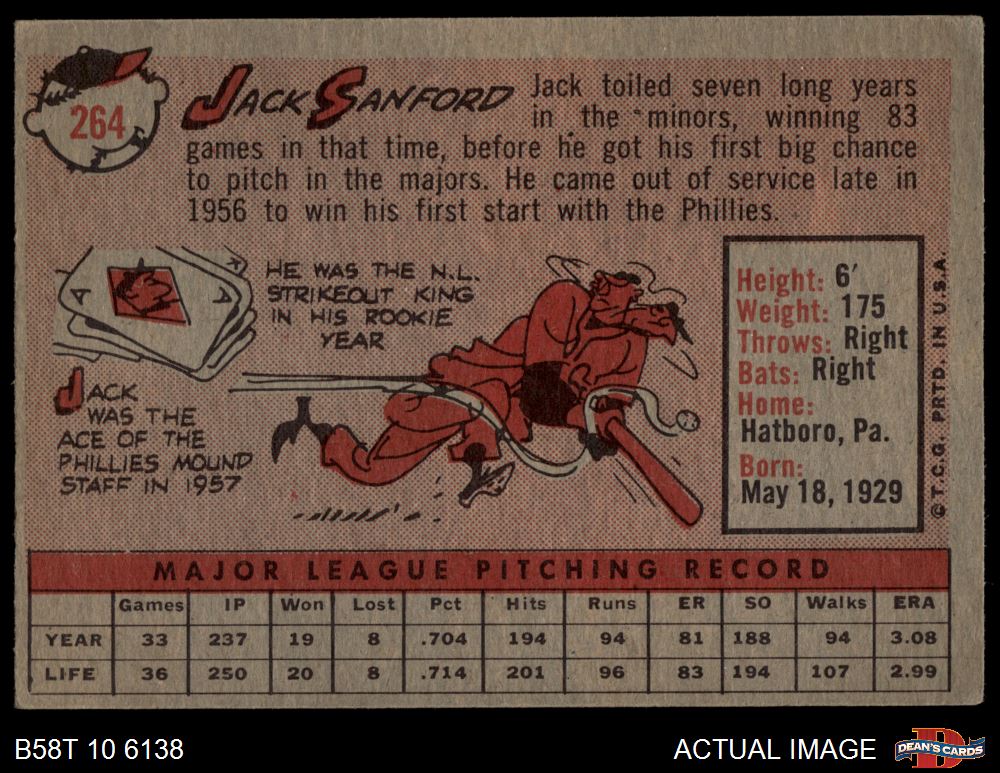 264
JACK SANFORD
Jack toiled seven long years
in the minors, winning 83
games in that time, before he got his first big chance
to pitch in the majors. He came out of service late in
1956 to win his first start with the Phillies.
A
K
A
HE WAS THE N.L.
STRIKEOUT KING
IN HIS ROOKIE
YEAR
JACK
WAS THE
ACE OF THE
PHILLIES MOUND
STAFF IN 1957
Height: 6'
Weight: 175
Throws: Right
Bats: Right
Home:
Hatboro, Pa.
Born:
May 18, 1929
© T.C.G. PRTD. IN U.S.A.
MAJOR LEAGUE PITCHING RECORD
Games IP Won Lost Pct Hits Runs ER SO Walks ERA
YEAR 33 237 19 8 .704 194 94 81 188 94 3.08
LIFE 36 250 20 8 .714 201 96 83 194 107 2.99
B58T 10 6138
ACTUAL IMAGE
D
DEAN'S CARDS